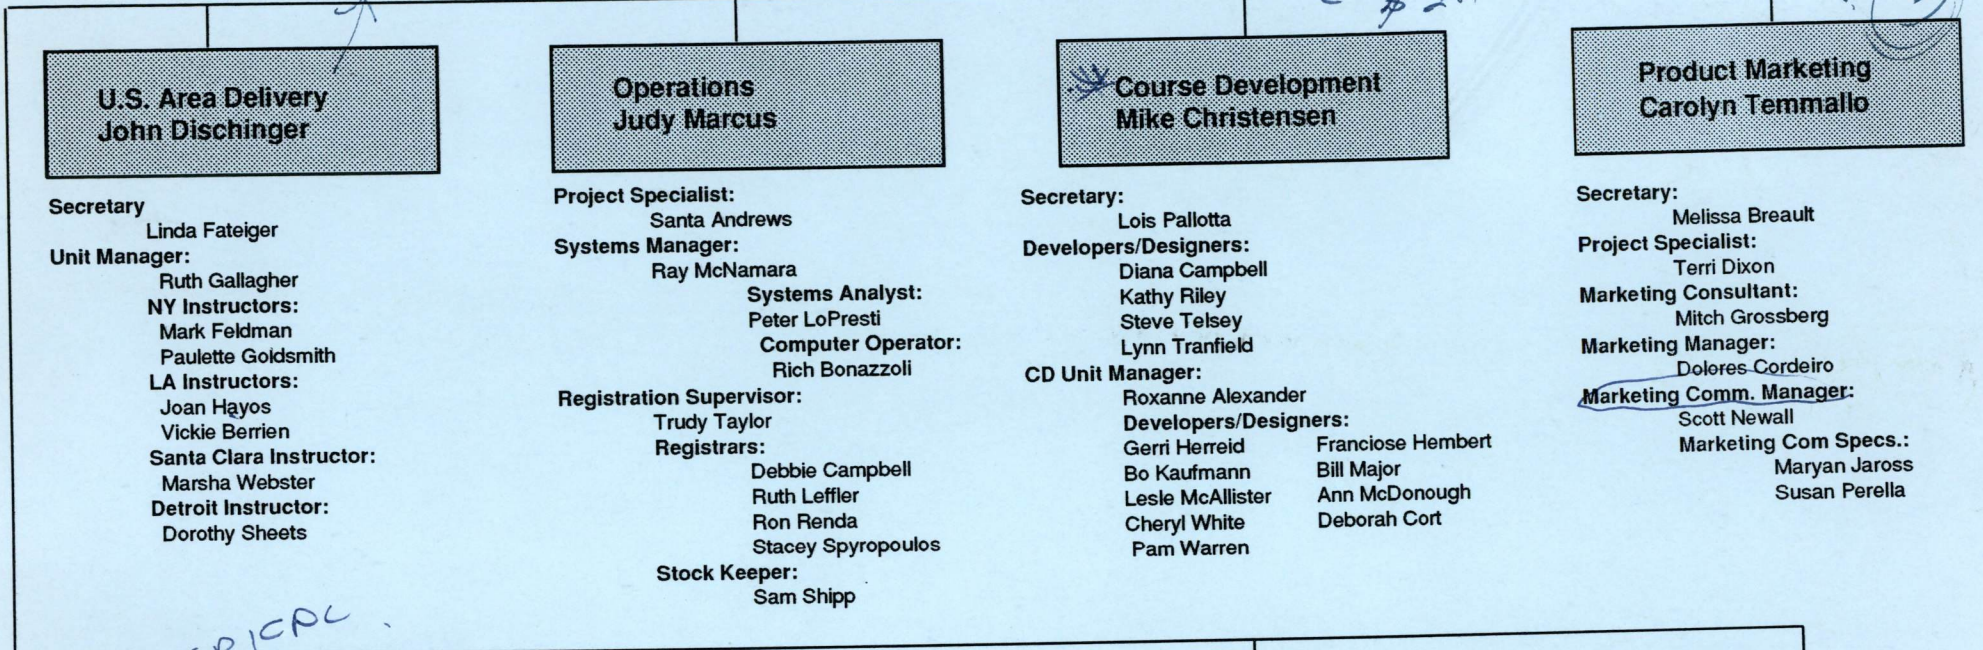 U.S. Area Delivery
John Dischinger
Secretary
Linda Fateiger
Unit Manager:
Ruth Gallagher
NY Instructors:
Mark Feldman
Paulette Goldsmith
LA Instructors:
Joan Hayos
Vickie Berrien
Santa Clara Instructor:
Marsha Webster
Detroit Instructor:
Dorothy Sheets
Operations
Judy Marcus
Project Specialist:
Santa Andrews
Systems Manager:
Ray McNamara
Systems Analyst:
Peter LoPresti
Computer Operator:
Rich Bonazzoli
Registration Supervisor:
Trudy Taylor
Registrars:
Debbie Campbell
Ruth Leffler
Ron Renda
Stacey Spyropoulos
Stock Keeper:
Sam Shipp
Course Development
Mike Christensen
Secretary:
Lois Pallotta
Developers/Designers:
Diana Campbell
Kathy Riley
Steve Telsey
Lynn Tranfield
CD Unit Manager:
Roxanne Alexander
Developers/Designers:
Gerri Herreid Franciose Hembert
Bo Kaufmann Bill Major
Lesle McAllister Ann McDonough
Cheryl White Deborah Cort
Pam Warren
Product Marketing
Carolyn Temmallo
Secretary:
Melissa Breault
Project Specialist:
Terri Dixon
Marketing Consultant:
Mitch Grossberg
Marketing Manager:
Dolores Cordeiro
Marketing Comm. Manager:
Scott Newall
Marketing Com Specs.:
Maryan Jaross
Susan Perella